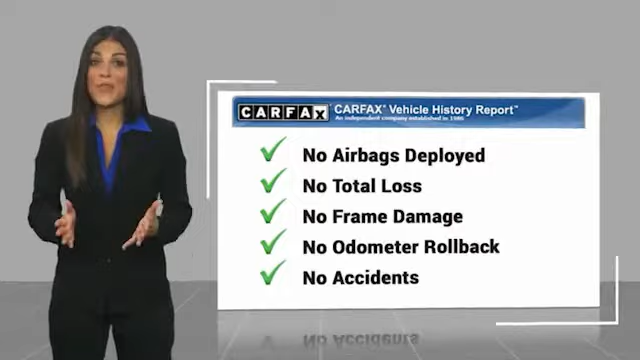 CARFAX CARFAX® Vehicle History Report™
An independent company established in 1986
No Airbags Deployed
No Total Loss
No Frame Damage
No Odometer Rollback
No Accidents